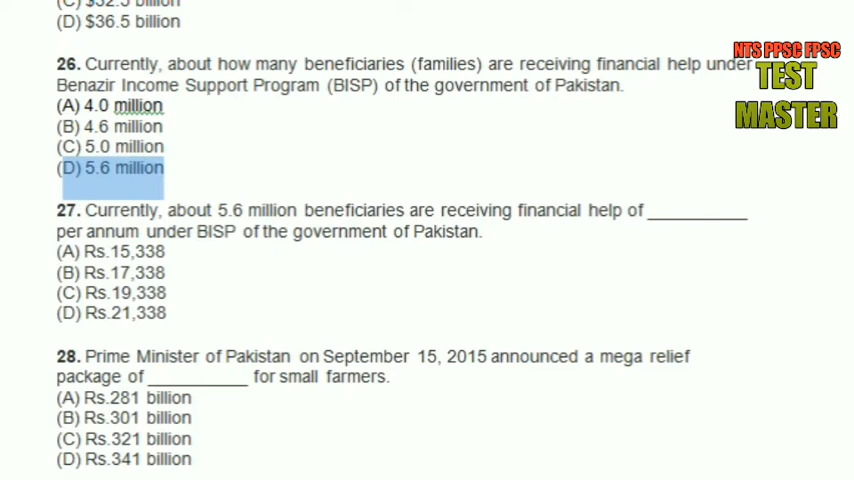 (C) $32.5 billion
(D) $36.5 billion
26. Currently, about how many beneficiaries (families) are receiving financial help under
Benazir Income Support Program (BISP) of the government of Pakistan.
(A) 4.0 million
(B) 4.6 million
(C) 5.0 million
(D) 5.6 million
27. Currently, about 5.6 million beneficiaries are receiving financial help of __________
per annum under BISP of the government of Pakistan.
(A) Rs.15,338
(B) Rs.17,338
(C) Rs.19,338
(D) Rs.21,338
28. Prime Minister of Pakistan on September 15, 2015 announced a mega relief
package of __________ for small farmers.
(A) Rs.281 billion
(B) Rs.301 billion
(C) Rs.321 billion
(D) Rs.341 billion
NTS PPSC FPSC
TEST
MASTER